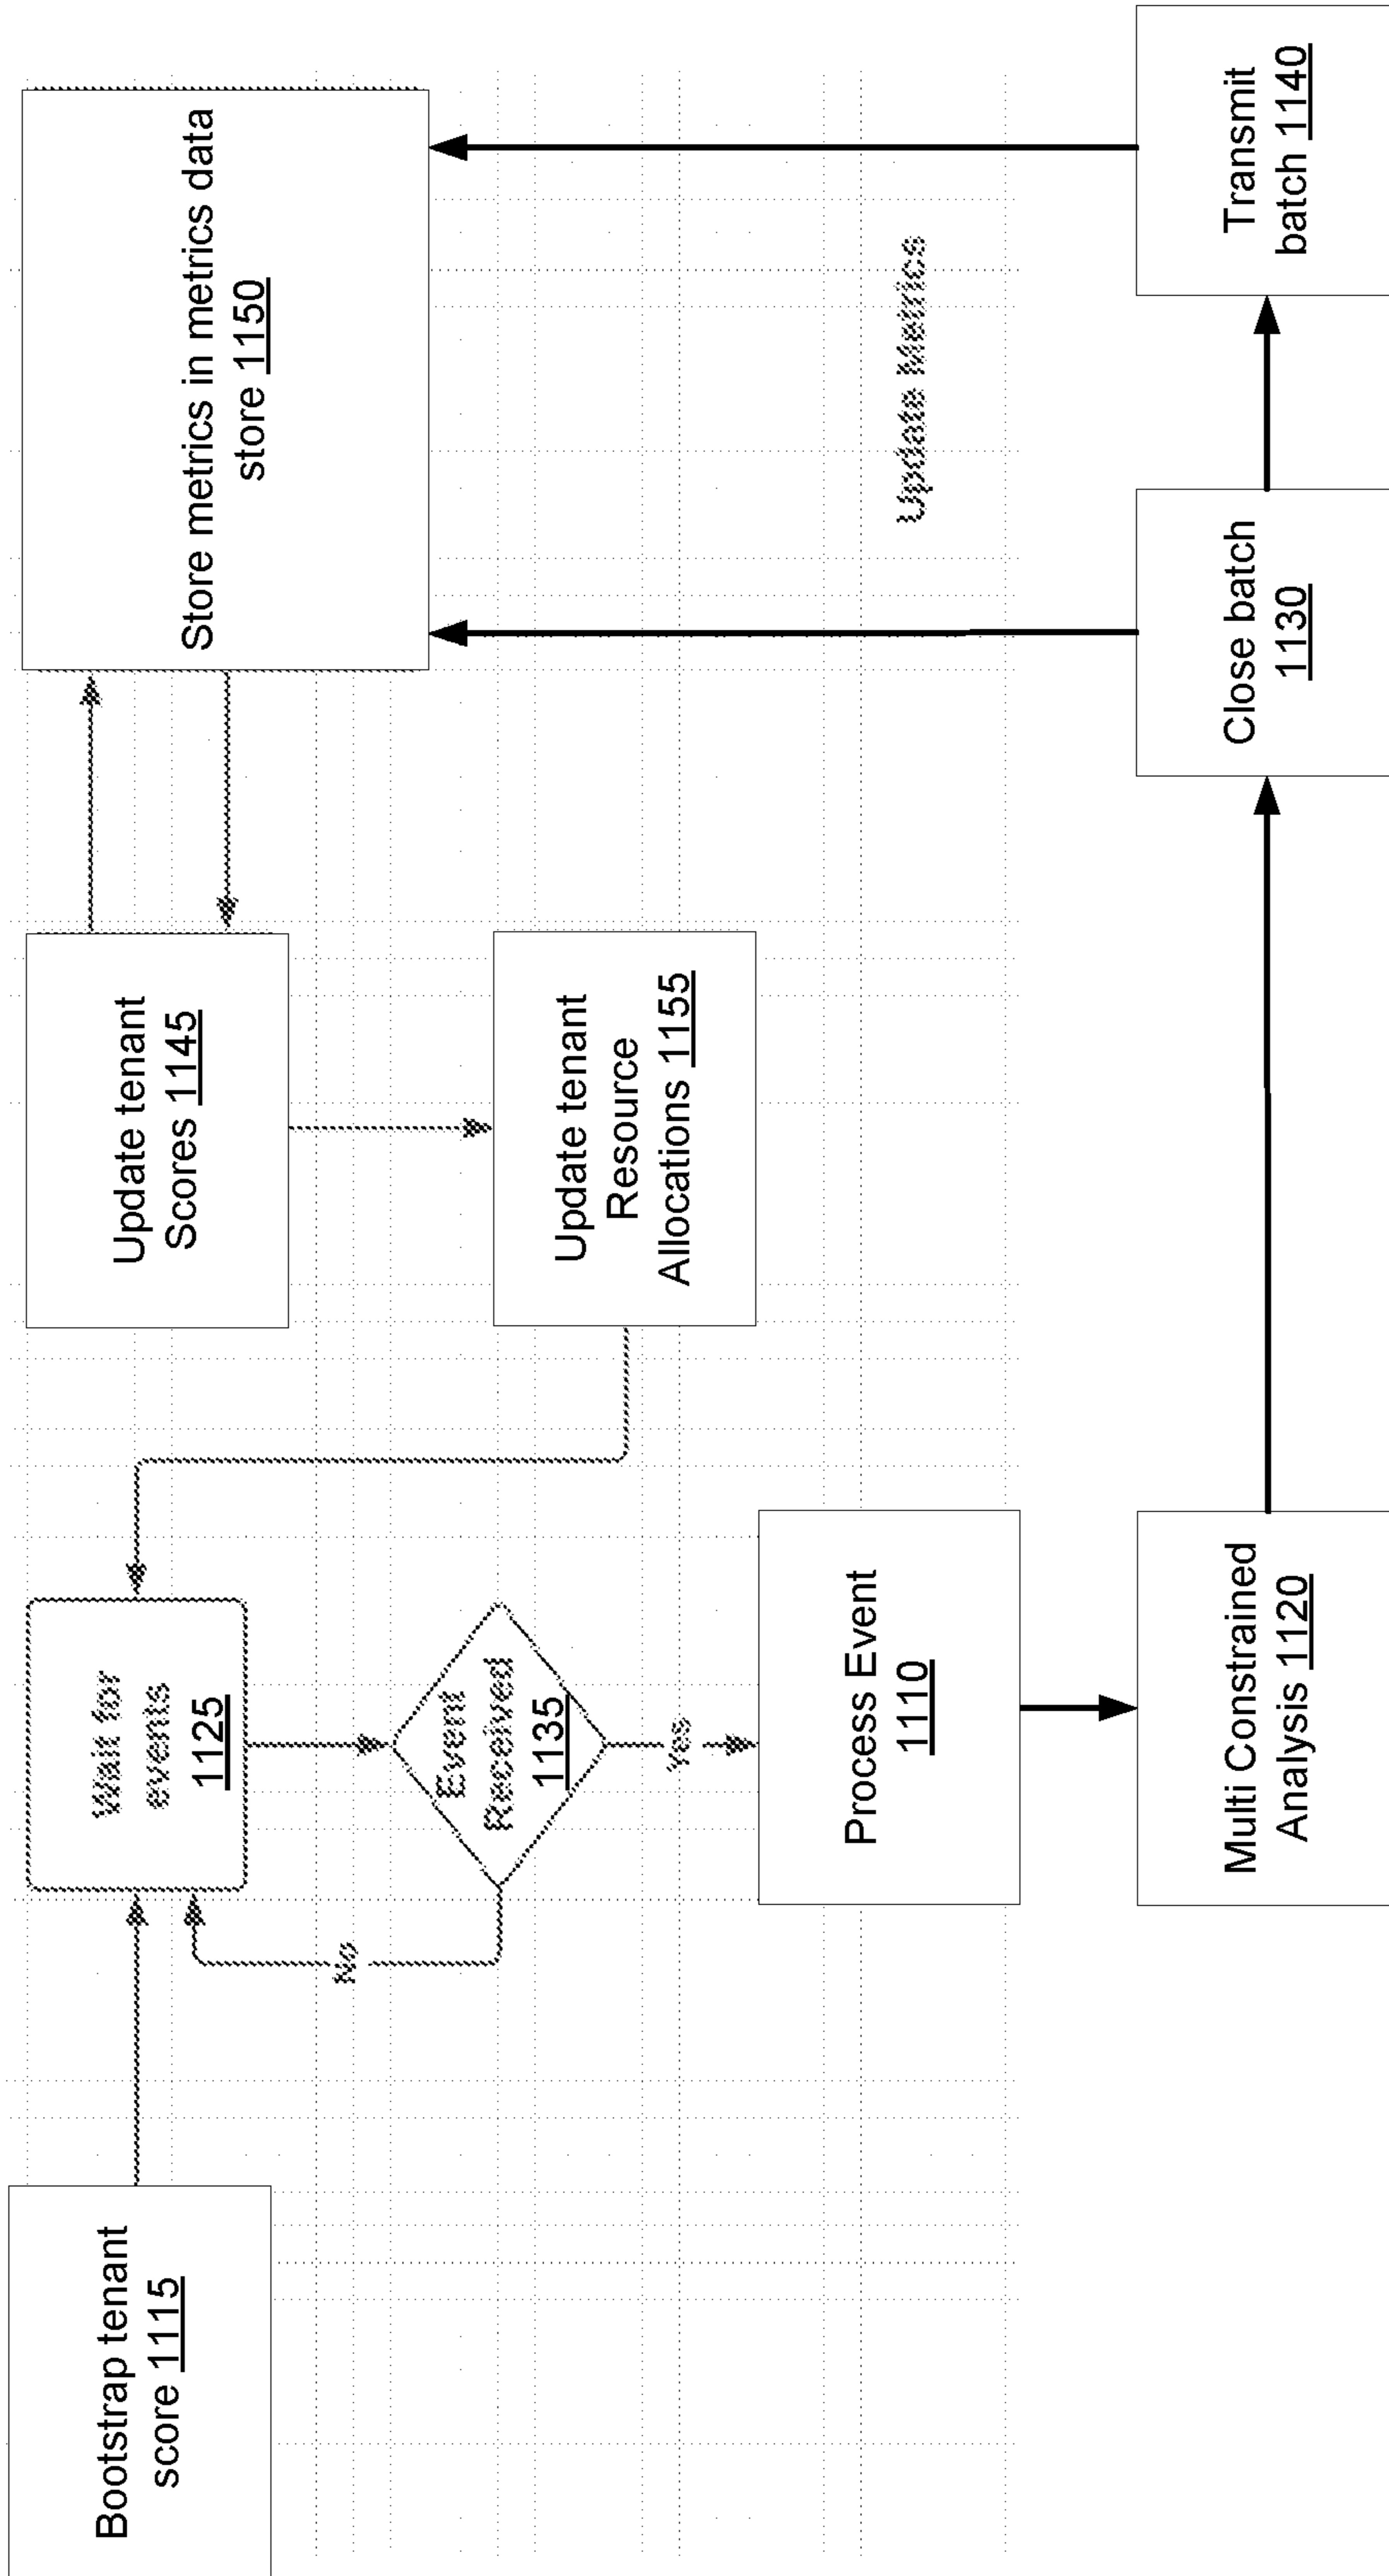 Bootstrap tenant
score 1115
Wait for
events
1125
Update tenant
Scores 1145
Store metrics in metrics data
store 1150
No
Event
Received
1135
Update tenant
Resource
Allocations 1155
Yes
Process Event
1110
Update Metrics
Multi Constrained
Analysis 1120
Close batch
1130
Transmit
batch 1140